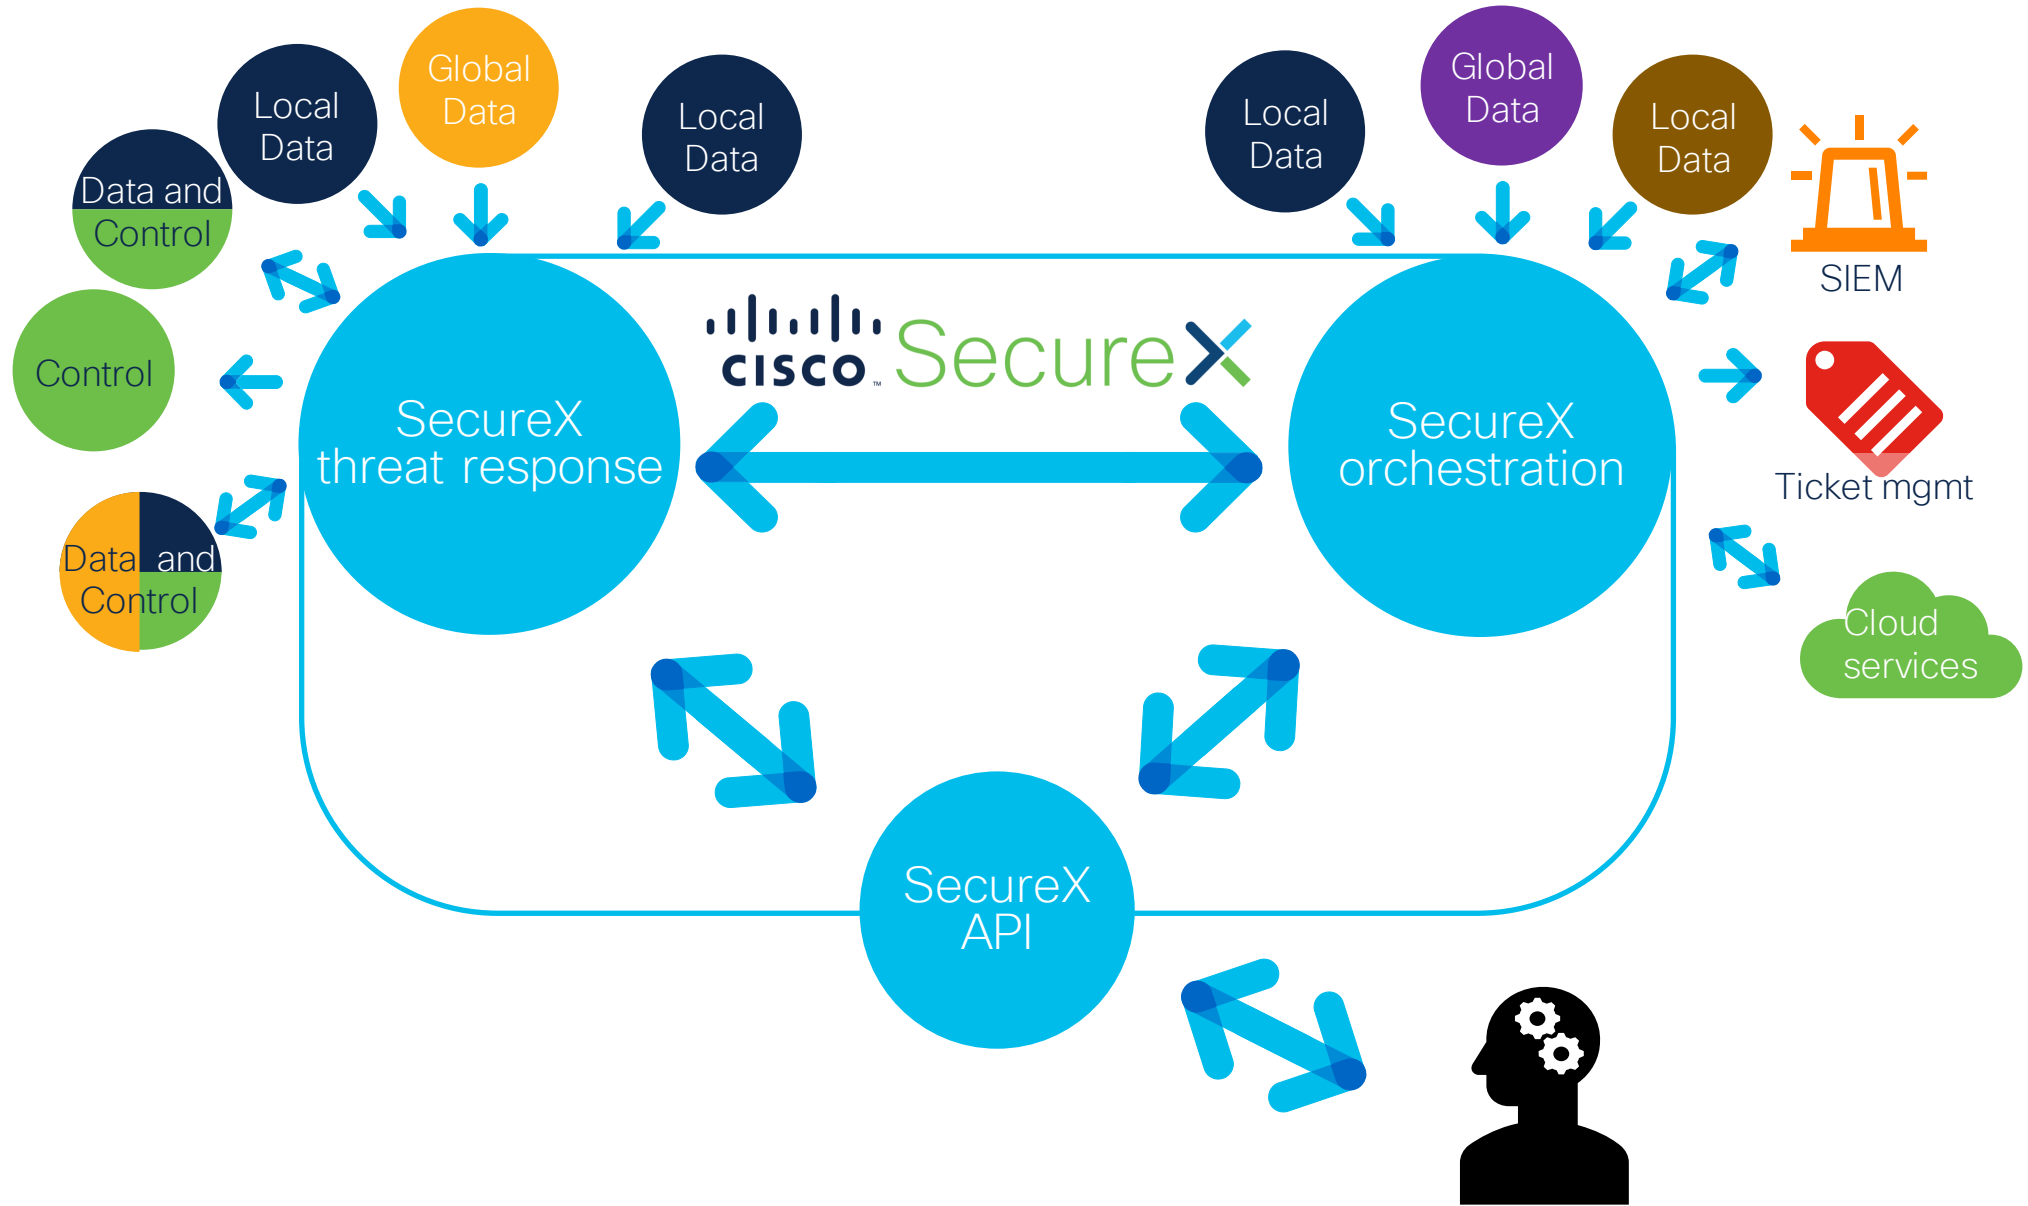 Local
Data
Global
Data
Local
Data
Data and
Control
Control
Data and
Control
SecureX
threat response
CISCO™
SecureX
Local
Data
Global
Data
Local
Data
SIEM
SecureX
orchestration
Ticket mgmt
Cloud
services
SecureX
API